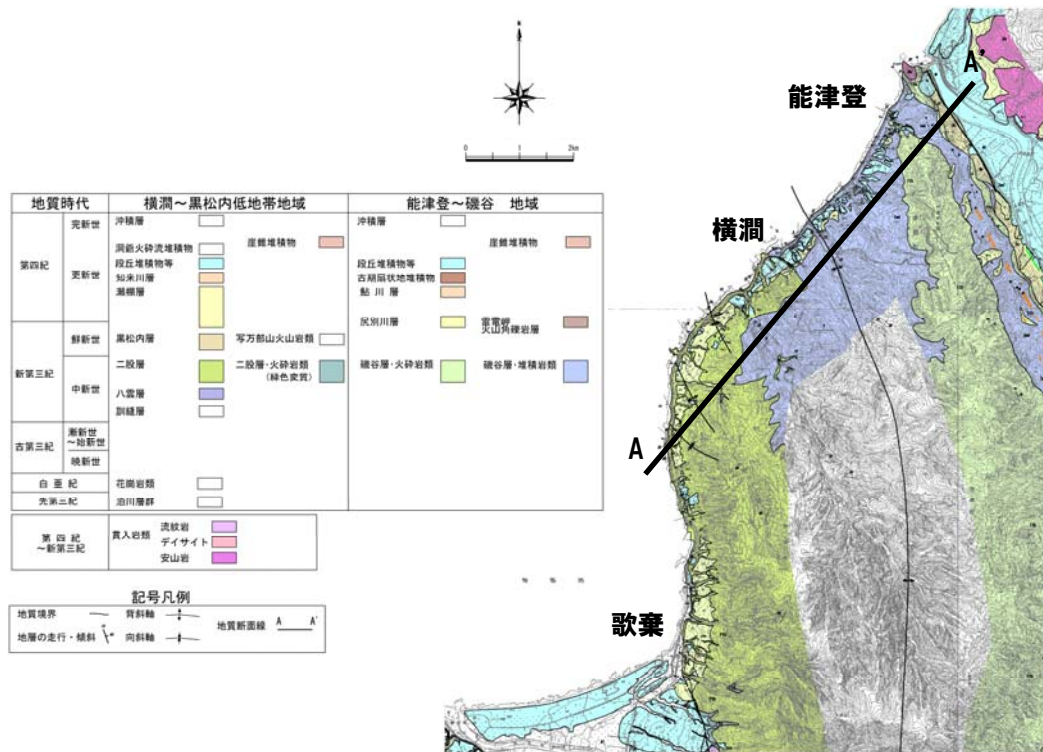 N
0 1 2km
地質時代 横澗～黒松内低地帯地域 能津登～磯谷 地域
第四紀 完新世 沖積層 崖錐堆積物 沖積層 崖錐堆積物
更新世 洞爺火砕流堆積物
段丘堆積物等 段丘堆積物等
知来川層 古期扇状地堆積物
瀬棚層 鮎川層
尻別川層 雷電岬火山角礫岩層
新第三紀 鮮新世 黒松内層 写万部山火山岩類
中新世 二股層 二股層・火砕岩類 磯谷層・火砕岩類 磯谷層・堆積岩類
(緑色変質)
八雲層
訓縫層
古第三紀 漸新世～始新世
暁新世
白亜紀 花崗岩類
先第三紀 泊川層群
第四紀～新第三紀 貫入岩類 流紋岩
デイサイト
安山岩
記号凡例
地質境界 背斜軸 地質断面線 A A'
地層の走行・傾斜 向斜軸
A'
能津登
横澗
A
歌棄